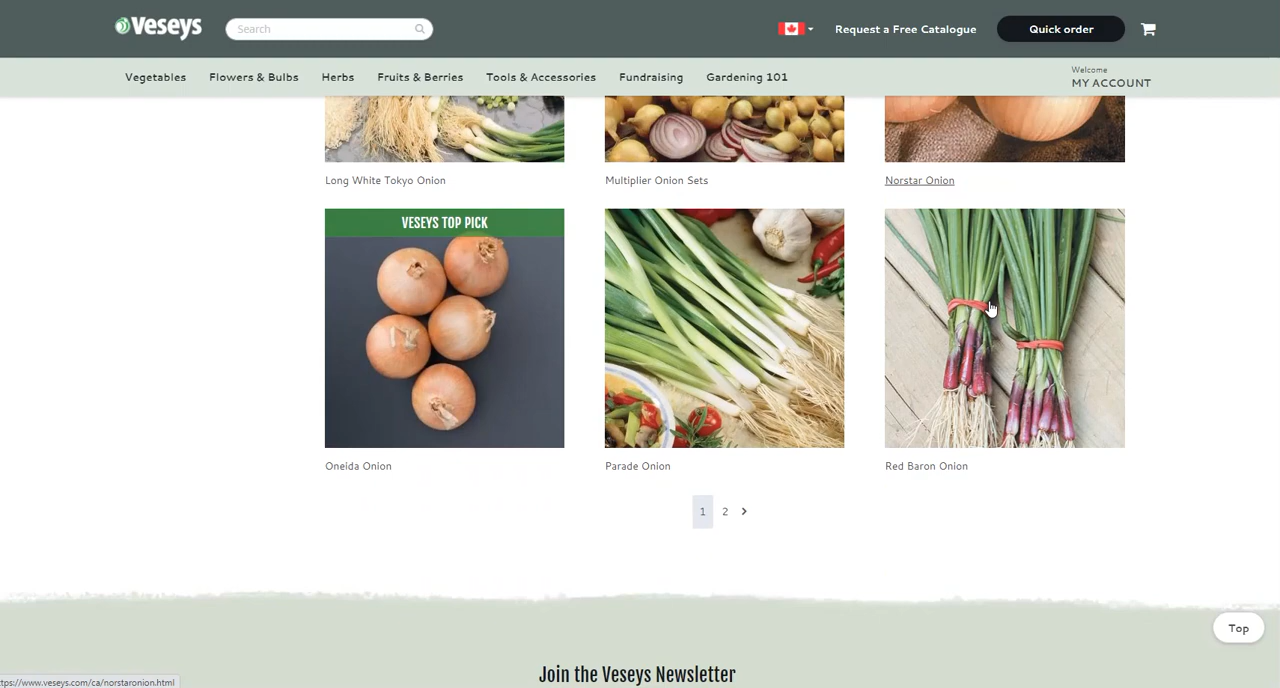 Veseys
Search
Request a Free Catalogue
Quick order
Vegetables
Flowers & Bulbs
Herbs
Fruits & Berries
Tools & Accessories
Fundraising
Gardening 101
Welcome
MY ACCOUNT
Long White Tokyo Onion
Multiplier Onion Sets
Norstar Onion
VESEYS TOP PICK
Oneida Onion
Parade Onion
Red Baron Onion
1 2
Top
Join the Veseys Newsletter
ttps://www.veseys.com/ca/norstaronion.html